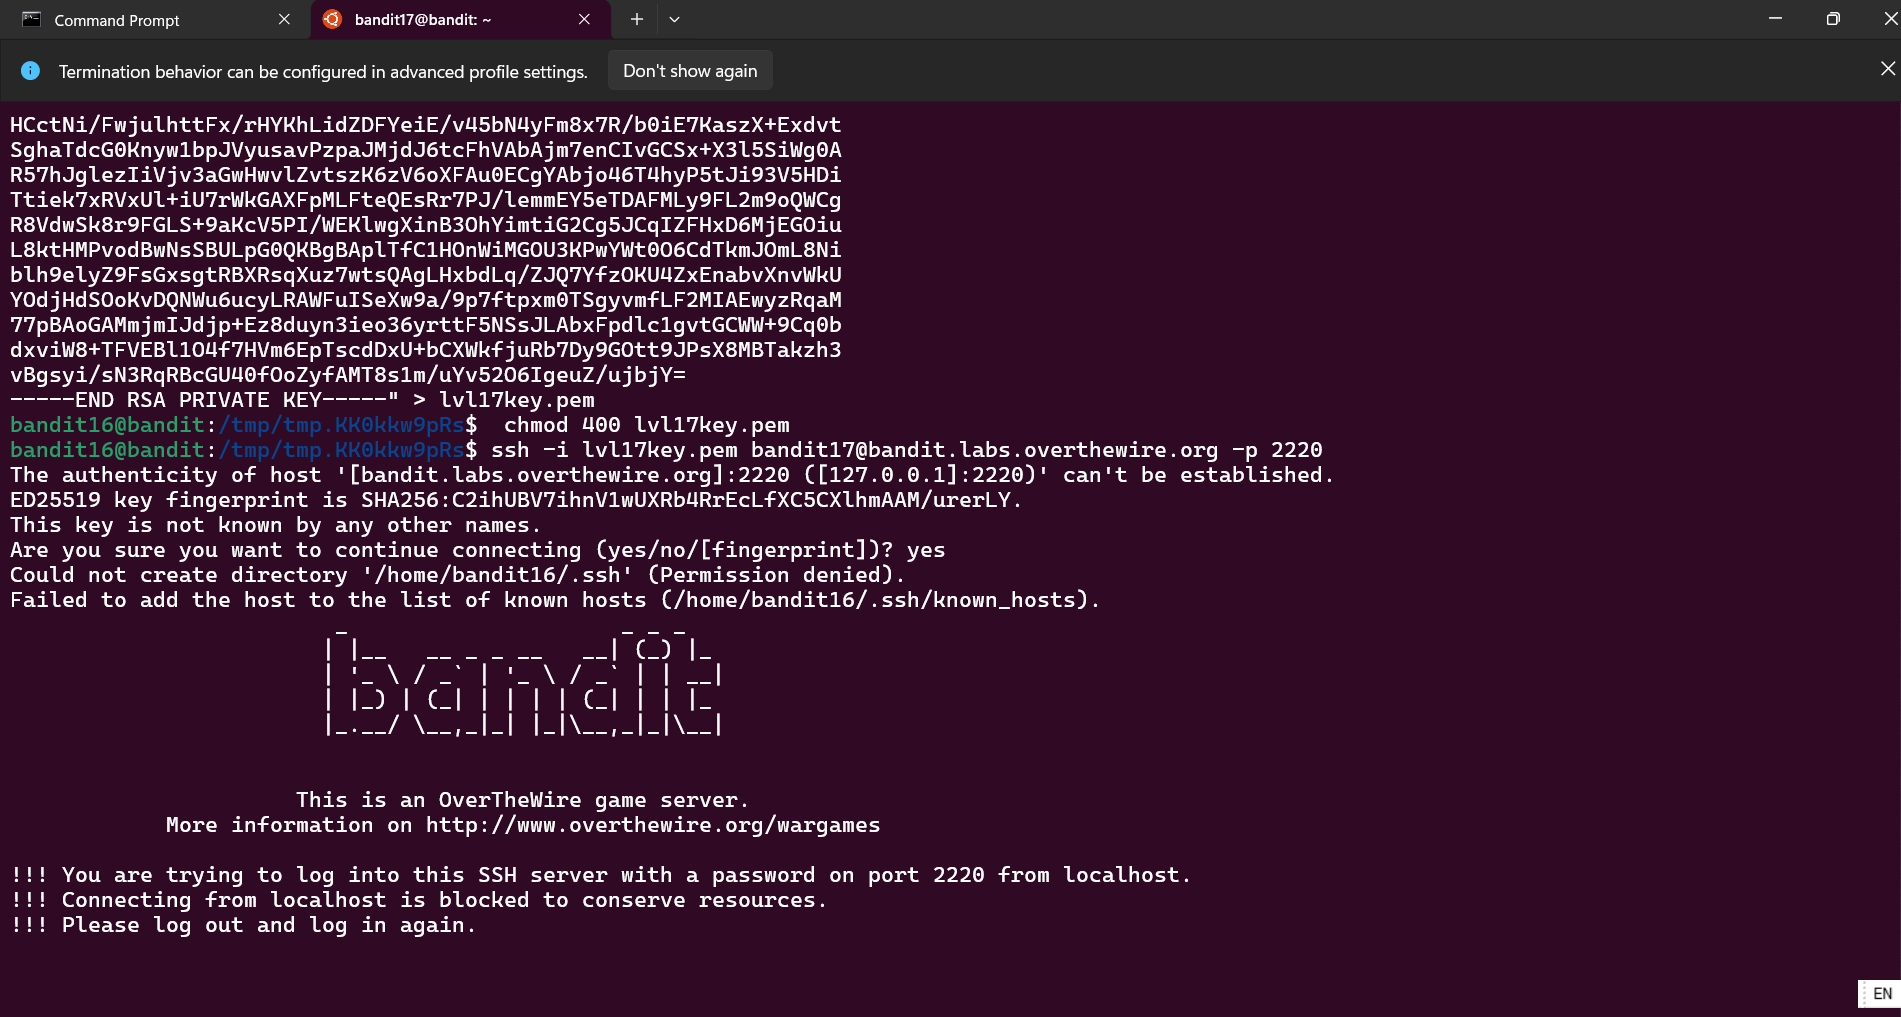 Command Prompt
bandit17@bandit: ~
Termination behavior can be configured in advanced profile settings.
Don't show again
HCctNi/FwjulhttFx/rHYKhLidZDFYeiE/v45bN4yFm8x7R/b0iE7KaszX+Exdvt
SghaTdcG0Knyw1bpJVyusavPzpaJMjdJ6tcFhVAbAjm7enCIvGCSx+X3l5SiWg0A
R57hJglezIiVjv3aGwHwvlZvtszK6zV6oXFAu0ECgYAbjo46T4hyP5tJi93V5HDi
Ttiek7xRVxUl+iU7rWkGAXFpMLFteQEsRr7PJ/lemmEY5eTDAFMLy9FL2m9oQWCg
R8VdwSk8r9FGLS+9aKcV5PI/WEKlwgXinB3OhYimtiG2Cg5JCqIZFHxD6MjEGOiu
L8ktHMPvodBwNsSBULpG0QKBgBAplTfC1HOnWiMGOU3KPwYWt0O6CdTkmJOmL8Ni
blh9elyZ9FsGxsgtRBXRsqXuz7wtsQAgLHxbdLq/ZJQ7YfzOKU4ZxEnabvXnvWkU
YOdjHdSOoKvDQNWu6ucyLRAWFuISeXw9a/9p7ftpxm0TSgyvmfLF2MIAEwyzRqaM
77pBAoGAMmjmIJdjp+Ez8duyn3ieo36yrttF5NSsJLAbxFpdlc1gvtGCWW+9Cq0b
dxviW8+TFVEBl1O4f7HVm6EpTscdDxU+bCXWkfjuRb7Dy9GOtt9JPsX8MBTakzh3
vBgsyi/sN3RqRBcGU40fOoZyfAMT8s1m/uYv52O6IgeuZ/ujbjY=
-----END RSA PRIVATE KEY-----" > lvl17key.pem
bandit16@bandit:/tmp/tmp.KK0kkw9pRs$  chmod 400 lvl17key.pem
bandit16@bandit:/tmp/tmp.KK0kkw9pRs$ ssh -i lvl17key.pem bandit17@bandit.labs.overthewire.org -p 2220
The authenticity of host '[bandit.labs.overthewire.org]:2220 ([127.0.0.1]:2220)' can't be established.
ED25519 key fingerprint is SHA256:C2ihUBV7ihnV1wUXRb4RrEcLfXC5CXlhmAAM/urerLY.
This key is not known by any other names.
Are you sure you want to continue connecting (yes/no/[fingerprint])? yes
Could not create directory '/home/bandit16/.ssh' (Permission denied).
Failed to add the host to the list of known hosts (/home/bandit16/.ssh/known_hosts).
bandit
This is an OverTheWire game server.
More information on http://www.overthewire.org/wargames
!!! You are trying to log into this SSH server with a password on port 2220 from localhost.
!!! Connecting from localhost is blocked to conserve resources.
!!! Please log out and log in again.
EN